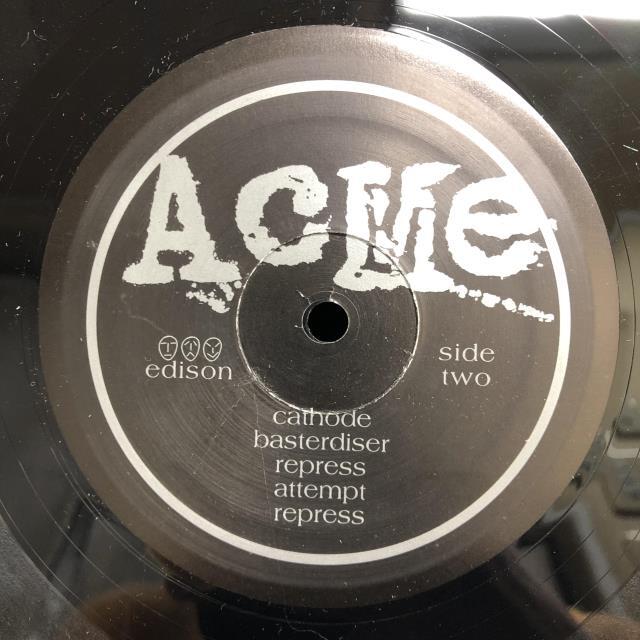 Acme
edison
side
two
cathode
basterdiser
repress
attempt
repress